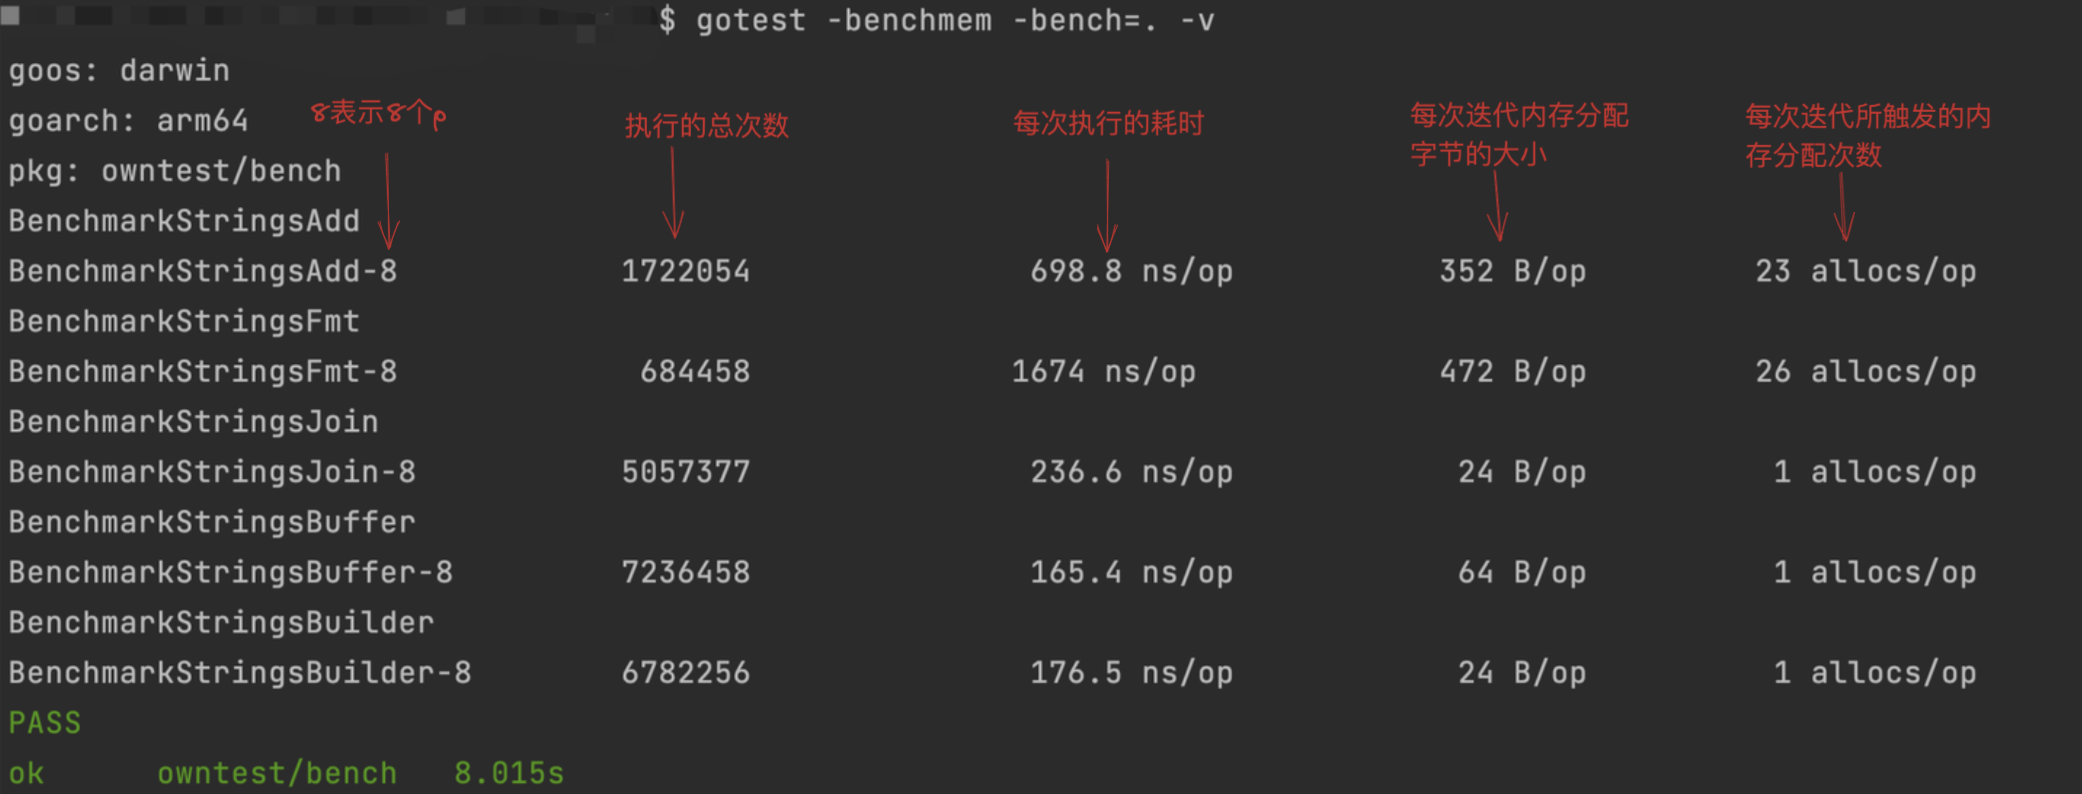 $ gotest -benchmem -bench=. -v
goos: darwin
goarch: arm64
8表示8个p
执行的总次数
每次执行的耗时
每次迭代内存分配
字节的大小
每次迭代所触发的内
存分配次数
pkg: owntest/bench
BenchmarkStringsAdd
BenchmarkStringsAdd-8 1722054 698.8 ns/op 352 B/op 23 allocs/op
BenchmarkStringsFmt
BenchmarkStringsFmt-8 684458 1674 ns/op 472 B/op 26 allocs/op
BenchmarkStringsJoin
BenchmarkStringsJoin-8 5057377 236.6 ns/op 24 B/op 1 allocs/op
BenchmarkStringsBuffer
BenchmarkStringsBuffer-8 7236458 165.4 ns/op 64 B/op 1 allocs/op
BenchmarkStringsBuilder
BenchmarkStringsBuilder-8 6782256 176.5 ns/op 24 B/op 1 allocs/op
PASS
ok owntest/bench 8.015s